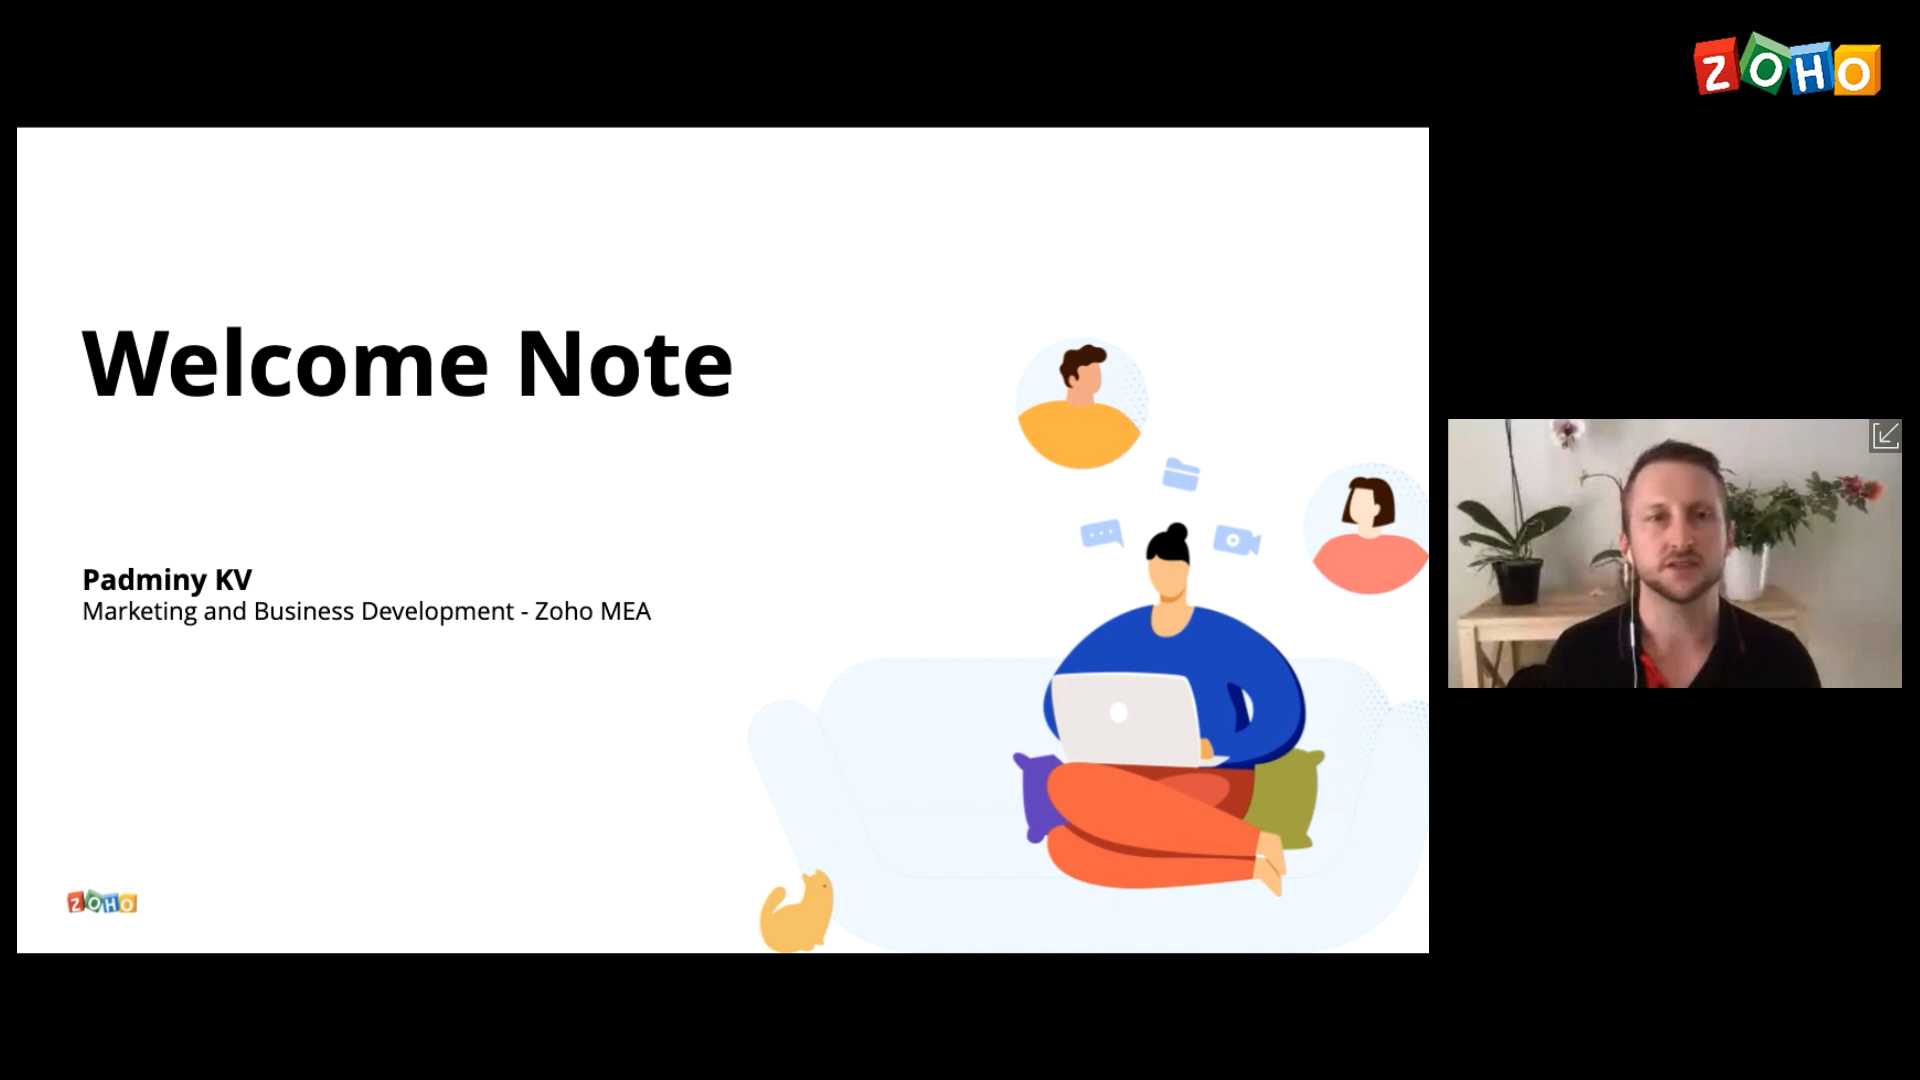 ZOHO
Welcome Note
Padminy KV
Marketing and Business Development - Zoho MEA
ZOHO